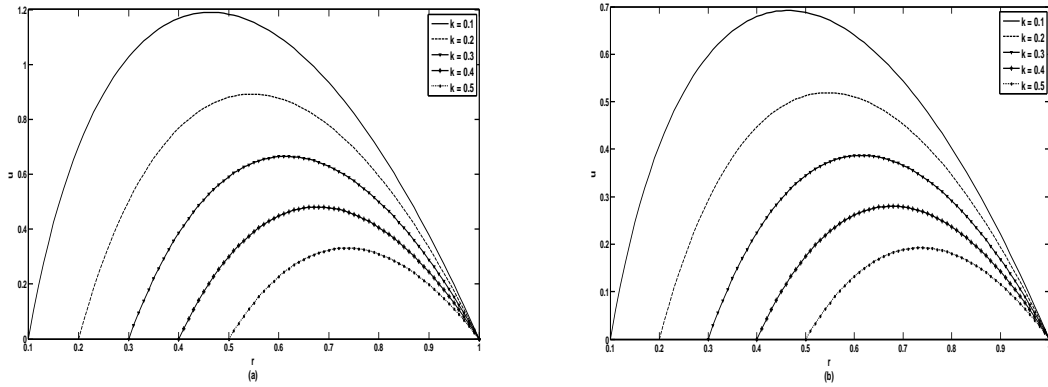 1.2
1
0.8
0.6
0.4
0.2
0
u
k = 0.1
k = 0.2
k = 0.3
k = 0.4
k = 0.5
0.1 0.2 0.3 0.4 0.5 0.6 0.7 0.8 0.9 1
r
(a)
0.7
0.6
0.5
0.4
0.3
0.2
0.1
0
u
k = 0.1
k = 0.2
k = 0.3
k = 0.4
k = 0.5
0.1 0.2 0.3 0.4 0.5 0.6 0.7 0.8 0.9 1
r
(b)